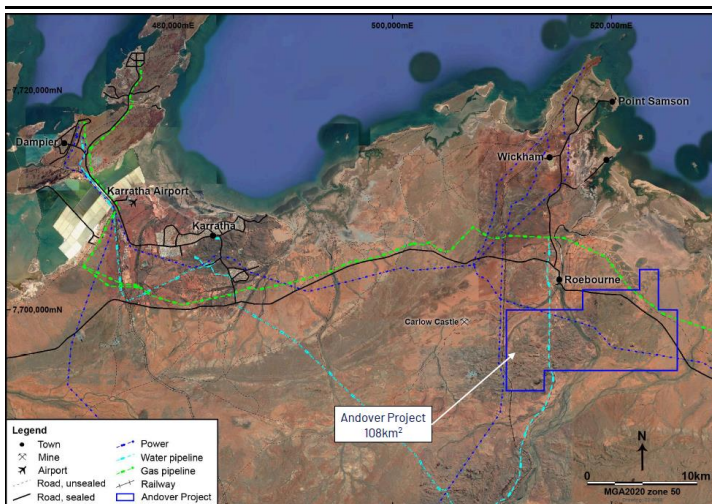 480,000mE
500,000mE
520,000mE
7,720,000mN
Point Samson
Dampier
Wickham
Karratha Airport
Karratha
Roebourne
7,700,000mN
Carlow Castle
Andover Project
108km²
Legend
Town
Mine
Airport
Road, unsealed
Road, sealed
Power
Water pipeline
Gas pipeline
Railway
Andover Project
N
0
10km
MGA2020 zone 50